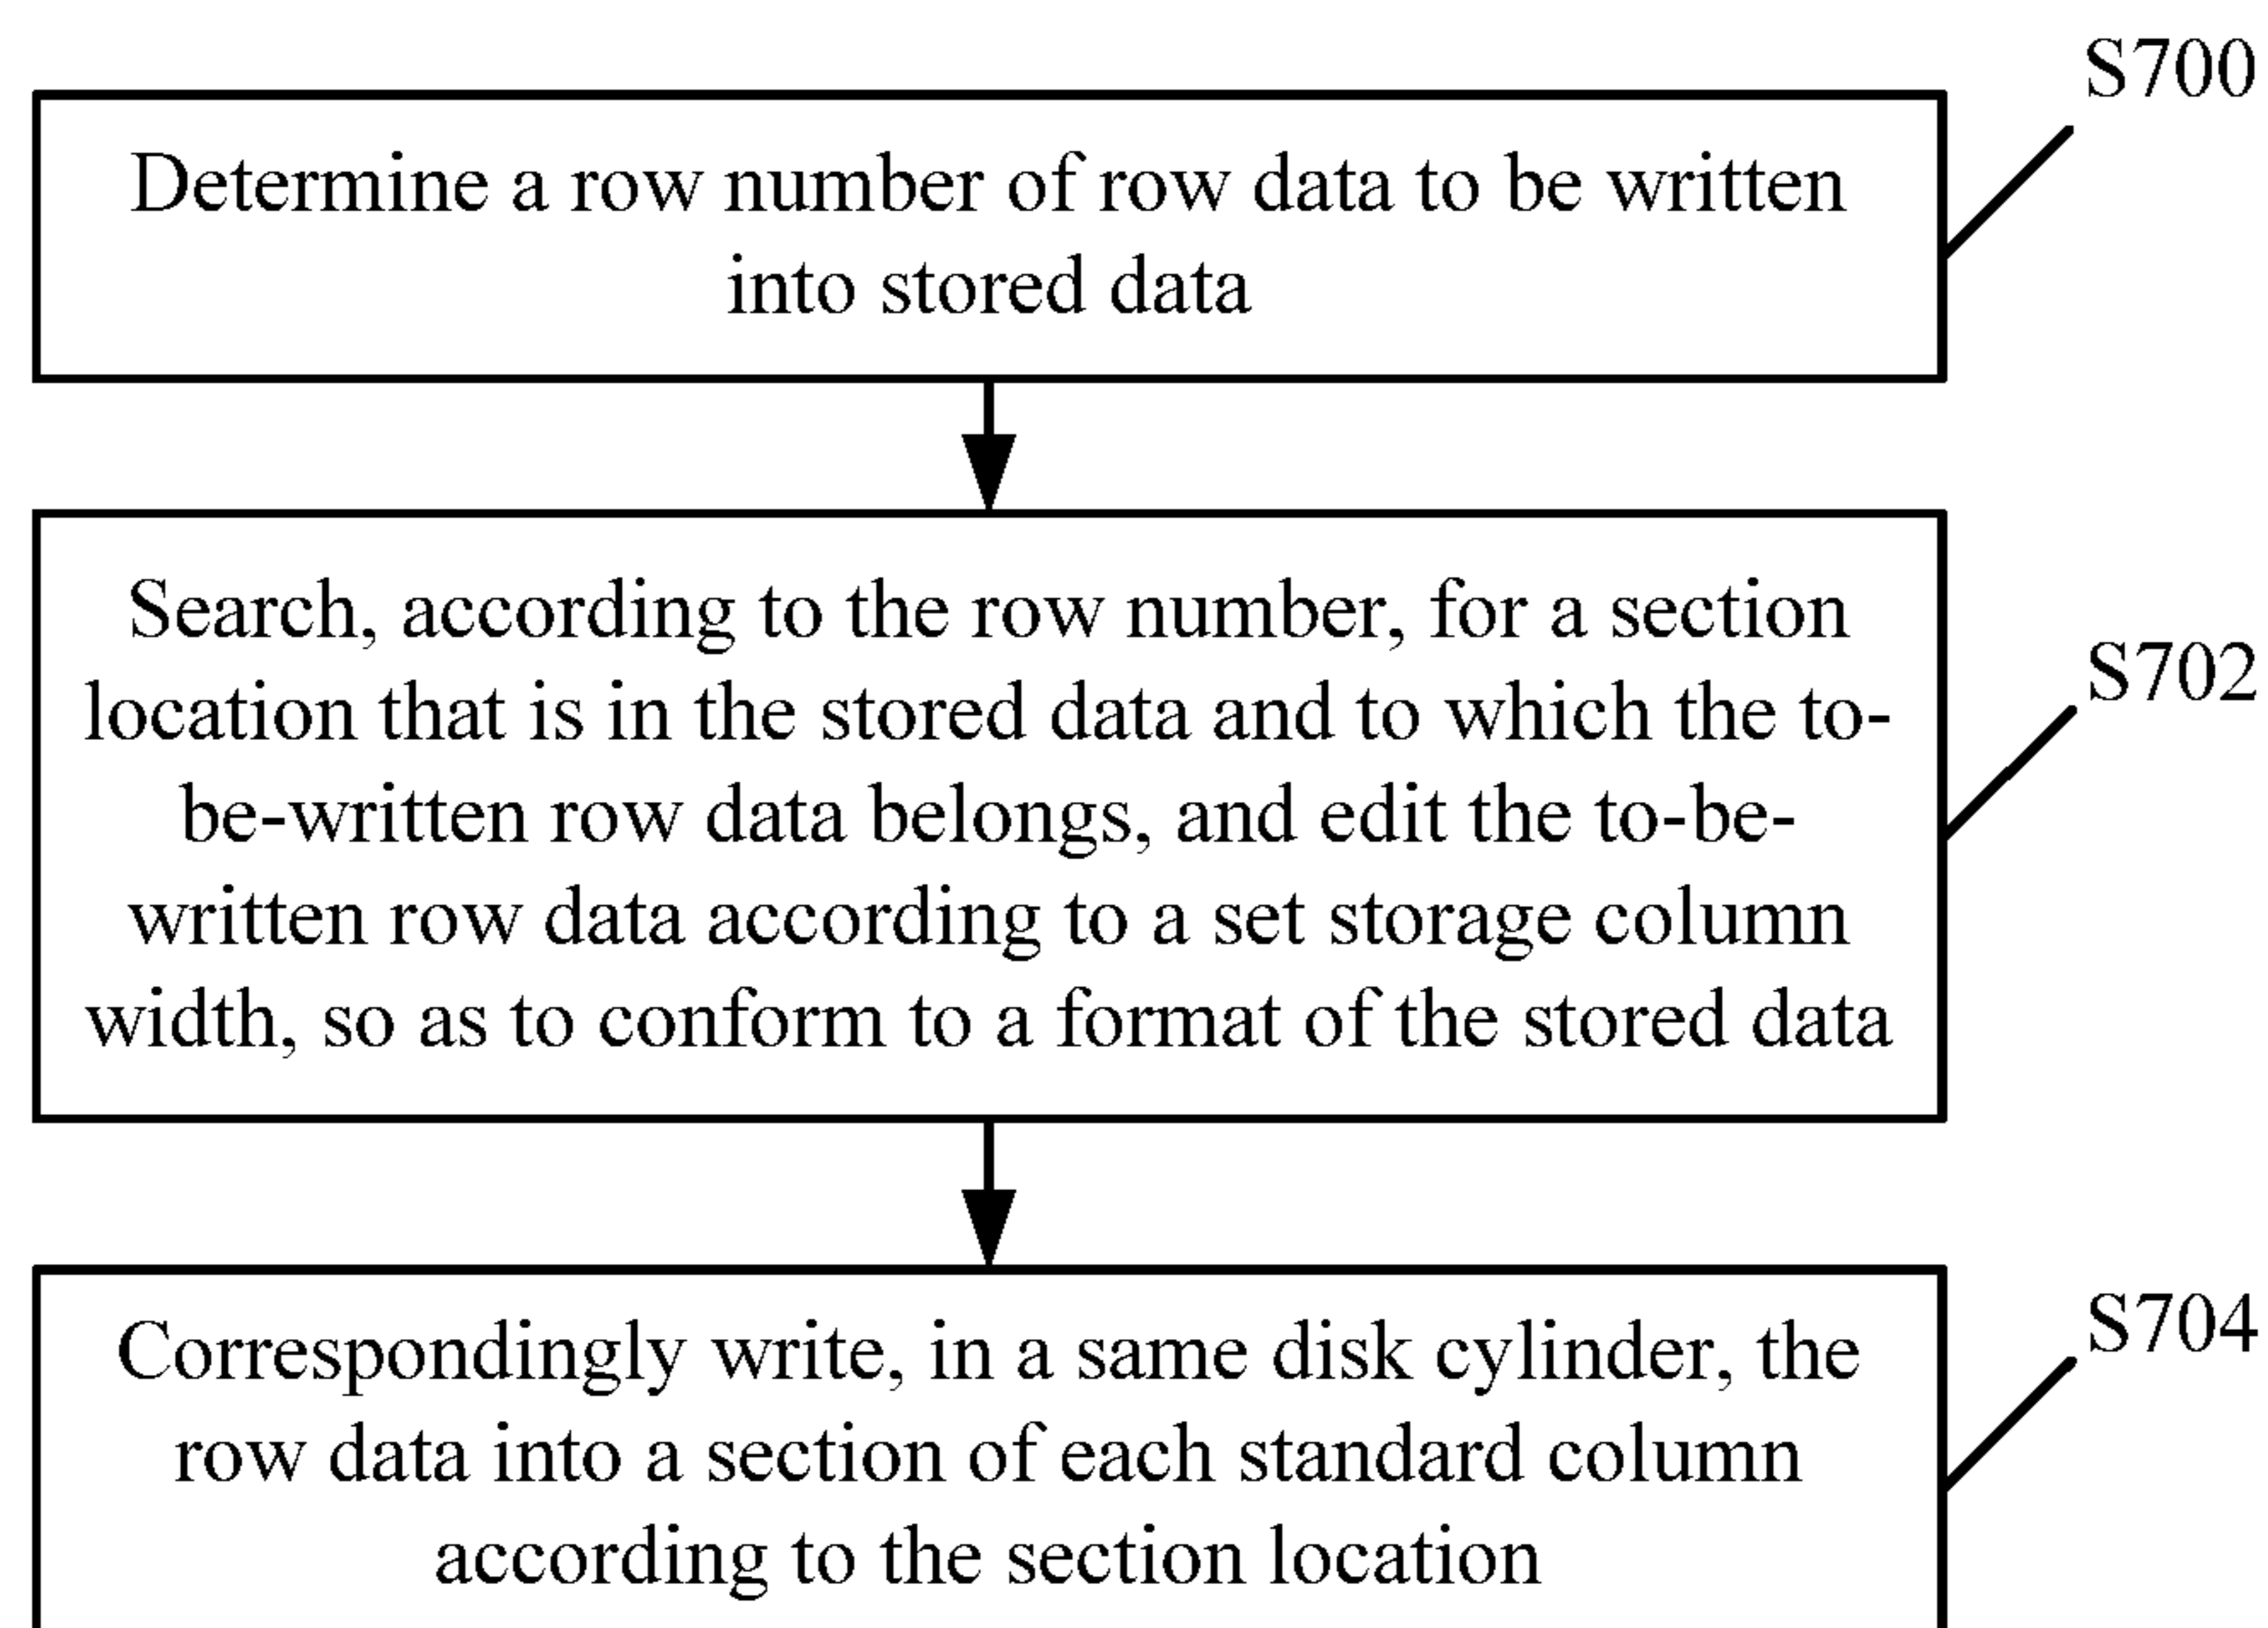 S700
Determine a row number of row data to be written
into stored data
Search, according to the row number, for a section
location that is in the stored data and to which the to-
be-written row data belongs, and edit the to-be-
written row data according to a set storage column
width, so as to conform to a format of the stored data
S702
Correspondingly write, in a same disk cylinder, the
row data into a section of each standard column
according to the section location
S704